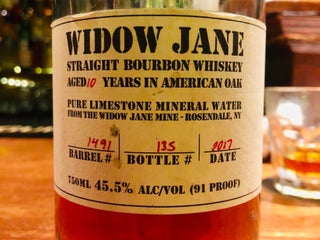 WIDOW JANE
STRAIGHT BOURBON WHISKEY
AGED 10 YEARS IN AMERICAN OAK
PURE LIMESTONE MINERAL WATER
FROM THE WIDOW JANE MINE - ROSENDALE, NY
1491 135 2017
BARREL # BOTTLE # DATE
750ML 45.5% ALC/VOL (91 PROOF)